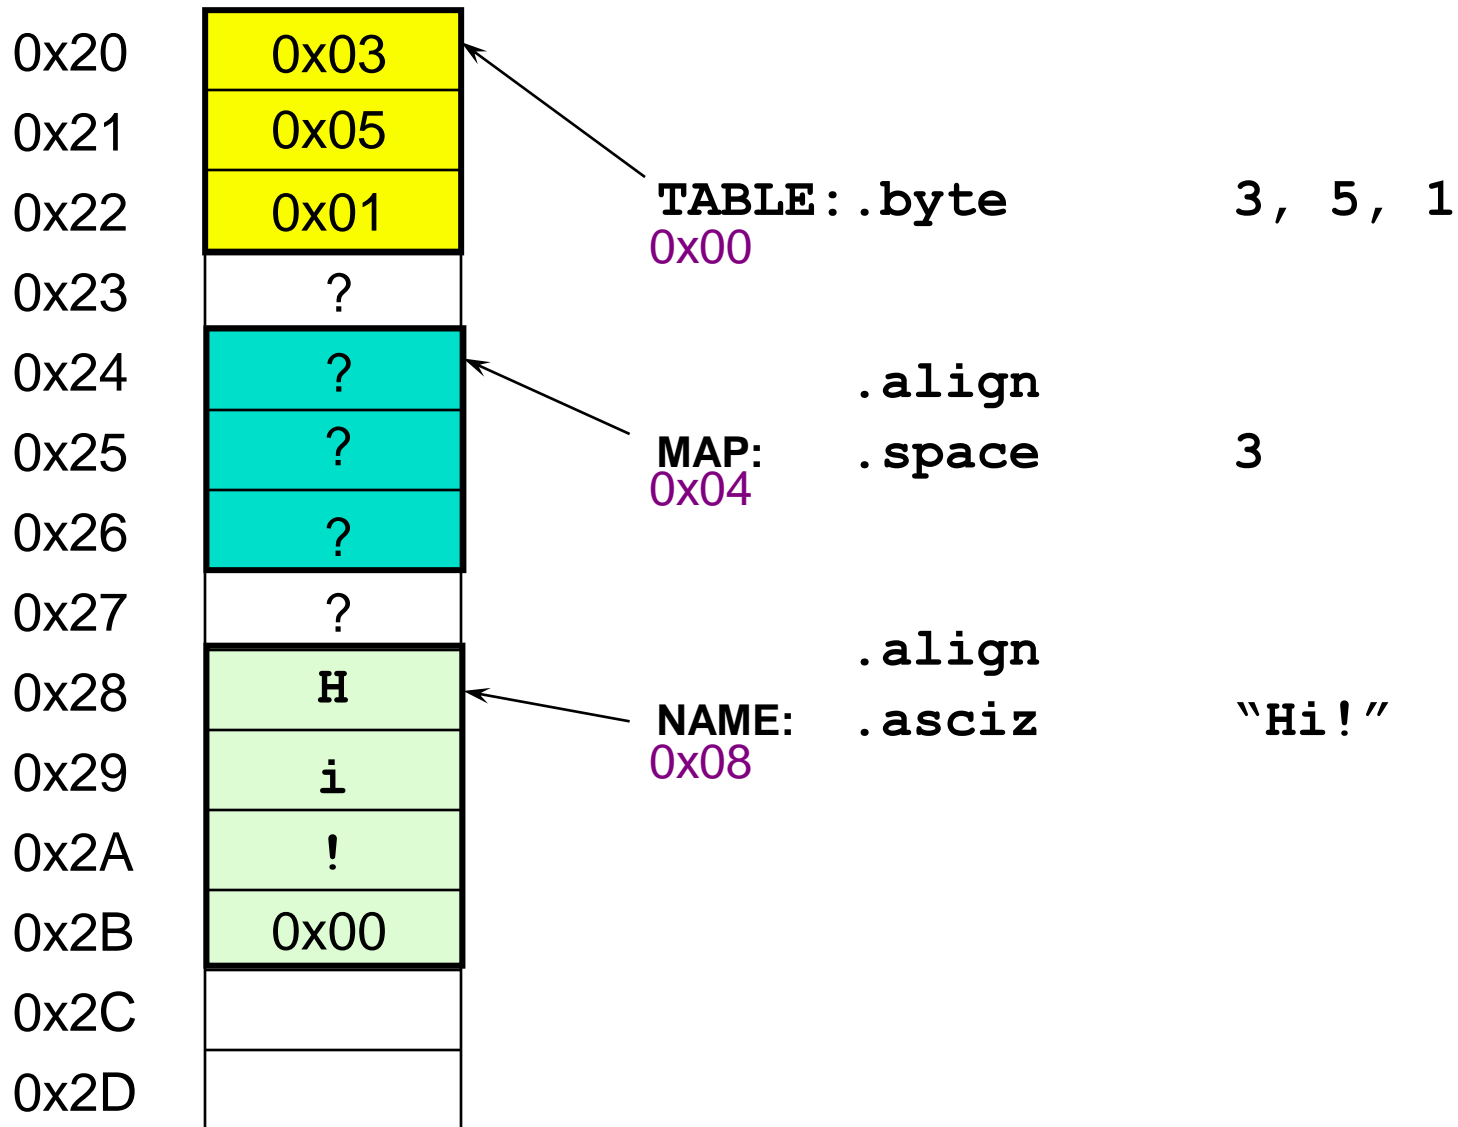 0x20 0x03
0x21 0x05
0x22 0x01 TABLE: .byte 3, 5, 1
0x00
0x23 ?
0x24 ? .align
0x25 ? MAP: .space 3
0x04
0x26 ?
0x27 ?
.align
0x28 H
NAME: .asciz “Hi!”
0x29 i 0x08
0x2A !
0x2B 0x00
0x2C
0x2D